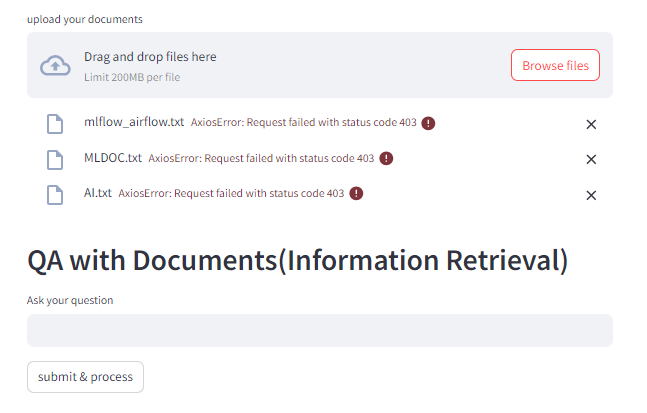 upload your documents
Drag and drop files here
Limit 200MB per file
Browse files
mlflow_airflow.txt AxiosError: Request failed with status code 403
MLDOC.txt AxiosError: Request failed with status code 403
AI.txt AxiosError: Request failed with status code 403
QA with Documents(Information Retrieval)
Ask your question
submit & process